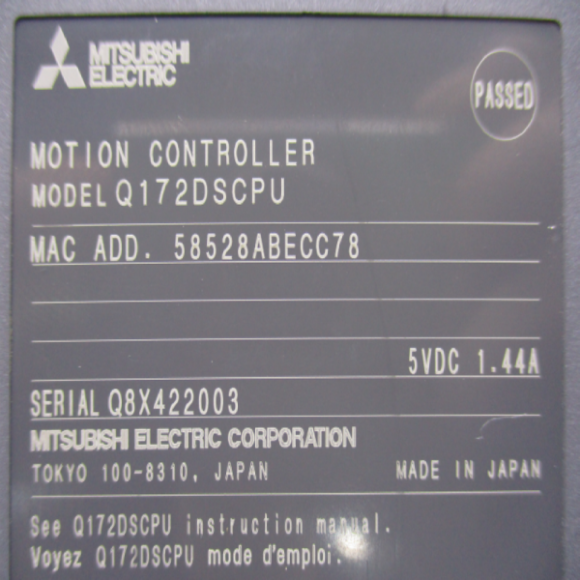 MITSUBISHI
ELECTRIC
PASSED
MOTION CONTROLLER
MODEL Q172DSCPU
MAC ADD. 58528ABECC78
5VDC 1.44A
SERIAL Q8X422003
MITSUBISHI ELECTRIC CORPORATION
TOKYO 100-8310, JAPAN MADE IN JAPAN
See Q172DSCPU instruction manual.
Voyez Q172DSCPU mode d'emploi.